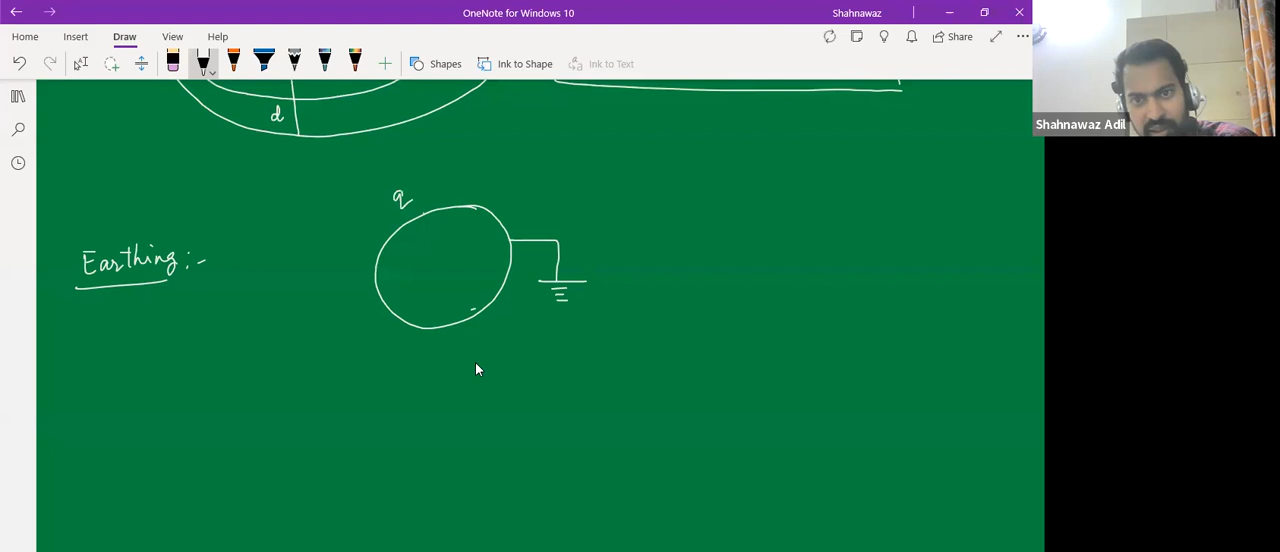 OneNote for Windows 10
Shahnawaz
Home Insert Draw View Help
Share
Shapes
Ink to Shape
Ink to Text
Shahnawaz Adil
d
q
Earthing :-